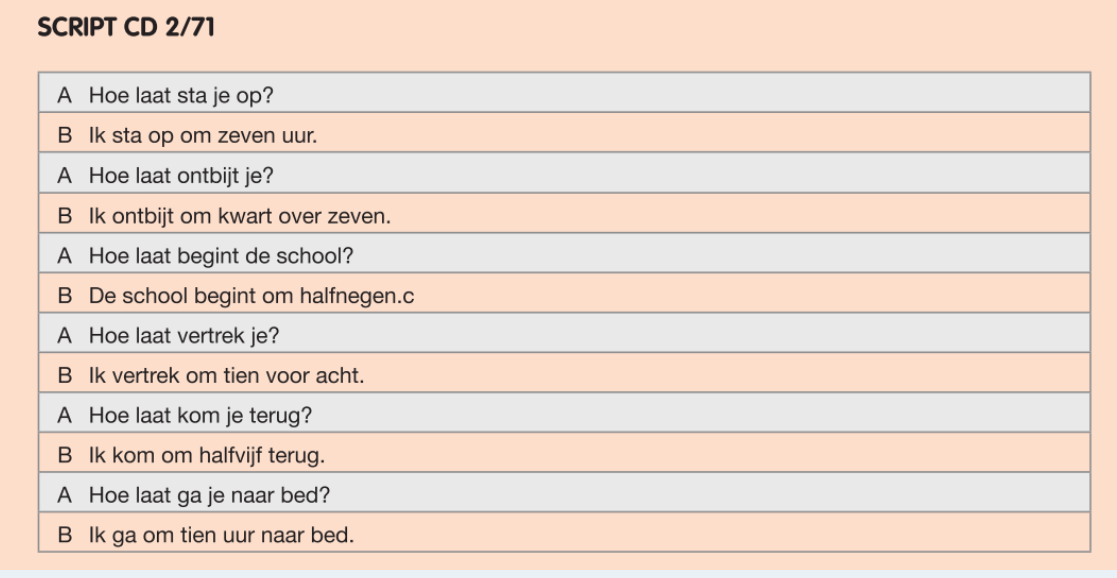 SCRIPT CD 2/71
A Hoe laat sta je op?
B Ik sta op om zeven uur.
A Hoe laat ontbijt je?
B Ik ontbijt om kwart over zeven.
A Hoe laat begint de school?
B De school begint om halfnegen.c
A Hoe laat vertrek je?
B Ik vertrek om tien voor acht.
A Hoe laat kom je terug?
B Ik kom om halfvijf terug.
A Hoe laat ga je naar bed?
B Ik ga om tien uur naar bed.